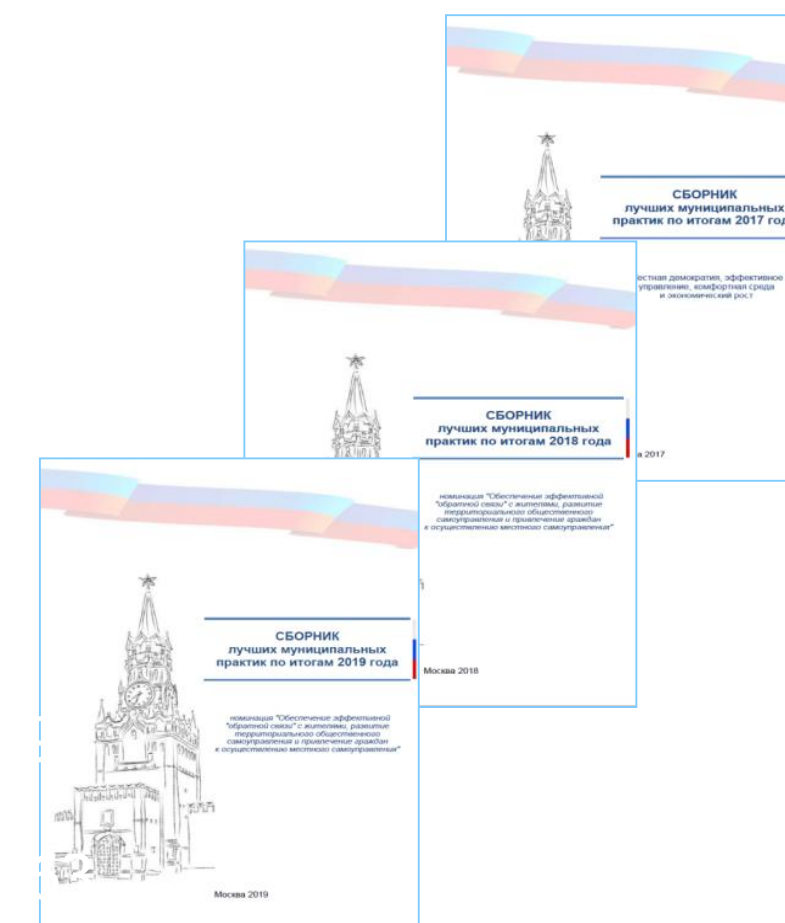 СБОРНИК
лучших муниципальных
практик по итогам 2017
демократия, эффективное
управление, комфортная среда
и экономический рост
2017
СБОРНИК
лучших муниципальных
практик по итогам 2018 года
номинация "Обеспечение эффективной
"обратной связи" с жителями, развитие
территориального общественного
самоуправления и привлечение граждан
к осуществлению местного самоуправления"
Москва 2018
СБОРНИК
лучших муниципальных
практик по итогам 2019 года
номинация "Обеспечение эффективной
"обратной связи" с жителями, развитие
территориального общественного
самоуправления и привлечение граждан
к осуществлению местного самоуправления"
Москва 2019